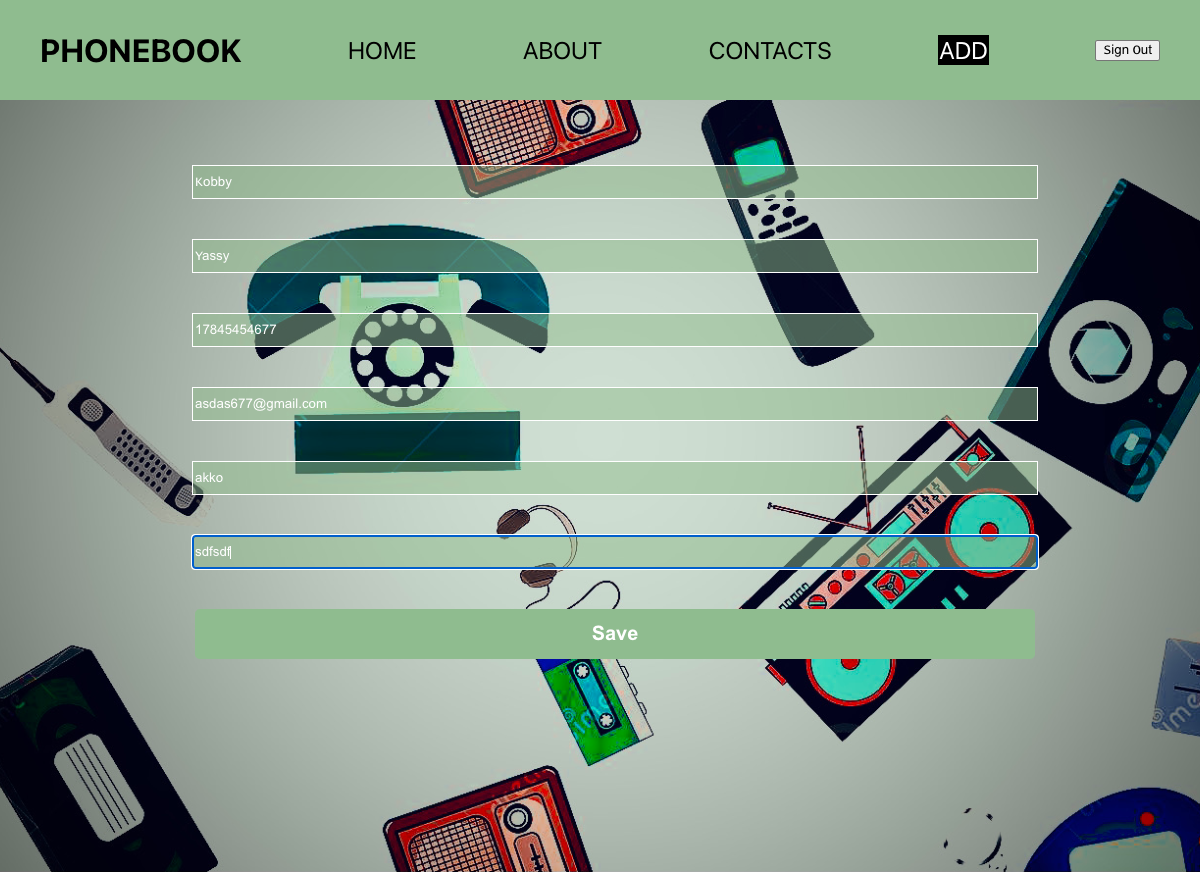 PHONEBOOK HOME ABOUT CONTACTS ADD Sign Out
Kobby
Yassy
17845454677
asdas677@gmail.com
akko
sdfsdf
Save